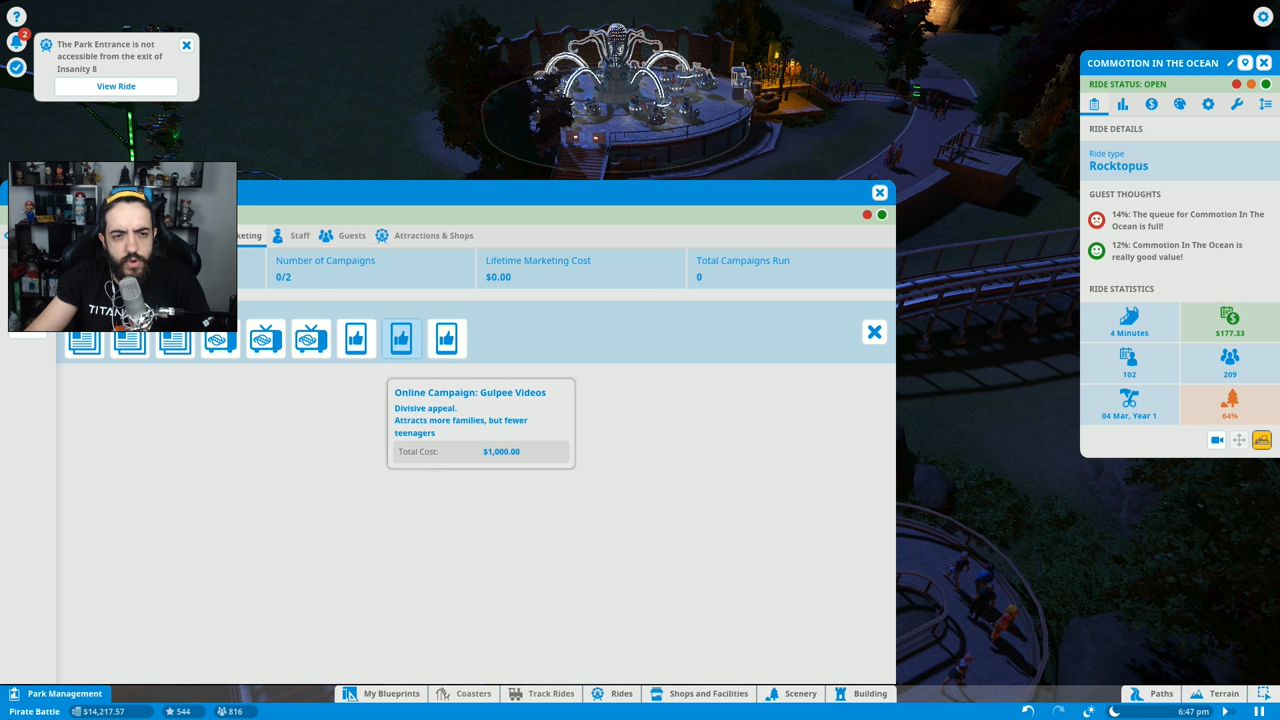 ?
2
The Park Entrance is not
accessible from the exit of
Insanity 8
View Ride
COMMOTION IN THE OCEAN
RIDE STATUS: OPEN
RIDE DETAILS
Ride type
Rocktopus
GUEST THOUGHTS
14%: The queue for Commotion In The
Ocean is full!
12%: Commotion In The Ocean is
really good value!
RIDE STATISTICS
4 Minutes
$177.33
102
209
04 Mar, Year 1
64%
keting
Staff
Guests
Attractions & Shops
Number of Campaigns
0/2
Lifetime Marketing Cost
$0.00
Total Campaigns Run
0
TITAN
Online Campaign: Gulpee Videos
Divisive appeal.
Attracts more families, but fewer
teenagers
Total Cost: $1,000.00
Park Management
My Blueprints
Coasters
Track Rides
Rides
Shops and Facilities
Scenery
Building
Paths
Terrain
Pirate Battle
$14,217.57
544
816
6:47 pm